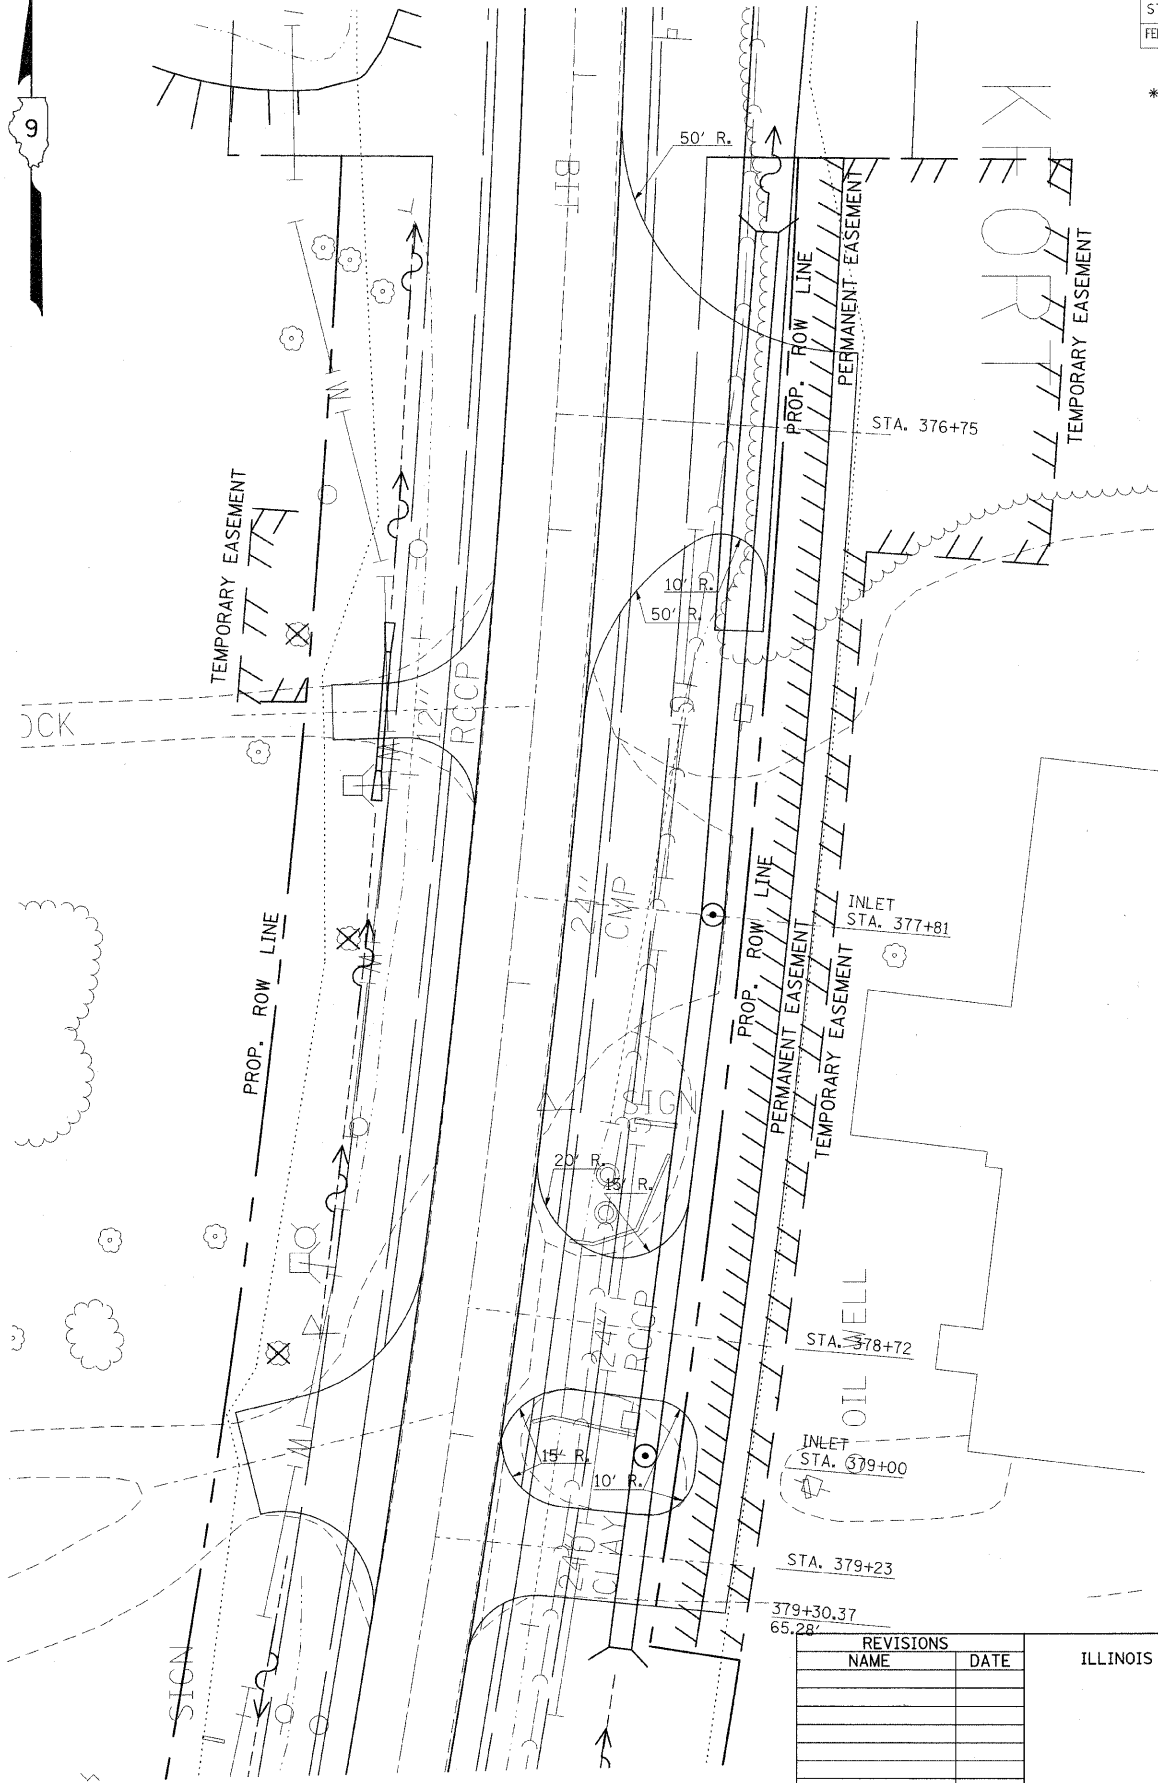 9
50' R.
BIT
PERMANENT EASEMENT
PROP. ROW LINE
TEMPORARY EASEMENT
STA. 376+75
TEMPORARY EASEMENT
10' R.
50' R.
12" RCCP
24" CMP
INLET
STA. 377+81
PROP. ROW LINE
PROP. ROW LINE
PERMANENT EASEMENT
TEMPORARY EASEMENT
SIGN
20' R.
15' R.
24" RCCP
STA. 378+72
OIL WELL
15' R.
10' R.
INLET
STA. 379+00
CLAY
STA. 379+23
379+30.37
65.28'
SIGN
REVISIONS
NAME DATE
ILLINOIS